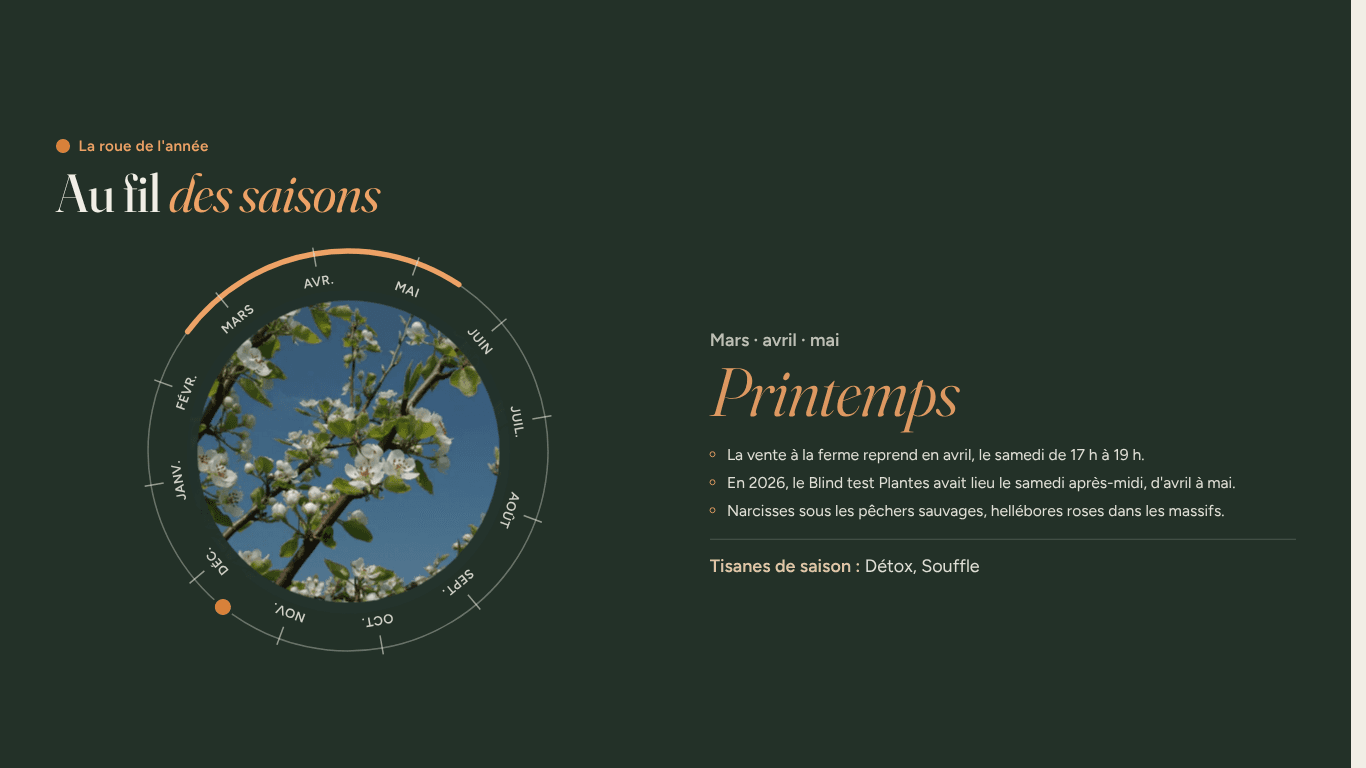 La roue de l'année
Au fil des saisons
JANV.
FÉVR.
MARS
AVR.
MAI
JUIN
JUIL.
AOÛT
SEPT.
OCT.
NOV.
DÉC.
Mars · avril · mai
Printemps
La vente à la ferme reprend en avril, le samedi de 17 h à 19 h.
En 2026, le Blind test Plantes avait lieu le samedi après-midi, d'avril à mai.
Narcisses sous les pêchers sauvages, hellébores roses dans les massifs.
Tisanes de saison : Détox, Souffle